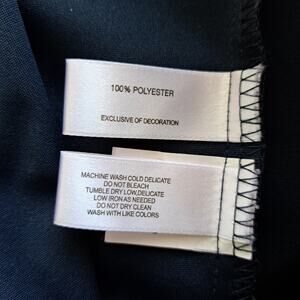 100% POLYESTER
EXCLUSIVE OF DECORATION
MACHINE WASH COLD DELICATE
DO NOT BLEACH
TUMBLE DRY LOW, DELICATE
LOW IRON AS NEEDED
DO NOT DRY CLEAN
WASH WITH LIKE COLORS